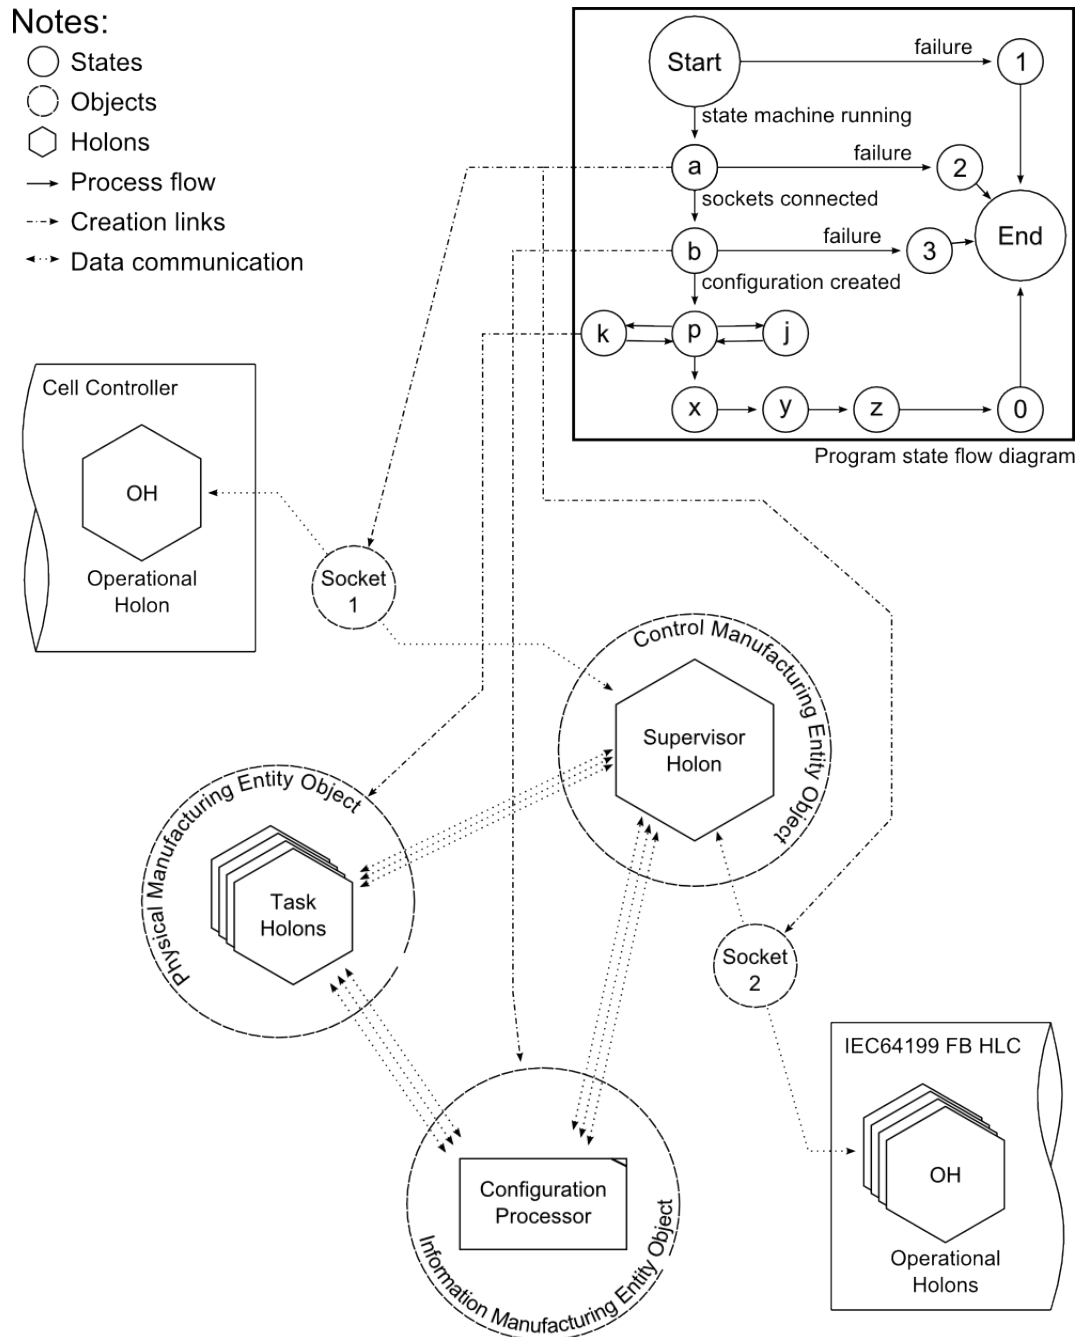 Notes:
States
Objects
Holons
Process flow
Creation links
Data communication
Start
failure
1
state machine running
a
failure
2
sockets connected
End
b
failure
3
configuration created
k
p
j
x
y
z
0
Program state flow diagram
Cell Controller
OH
Operational
Holon
Socket
1
Control Manufacturing Entity Object
Supervisor
Holon
Physical Manufacturing Entity Object
Task
Holons
Socket
2
IEC64199 FB HLC
OH
Operational
Holons
Configuration
Processor
Information Manufacturing Entity Object